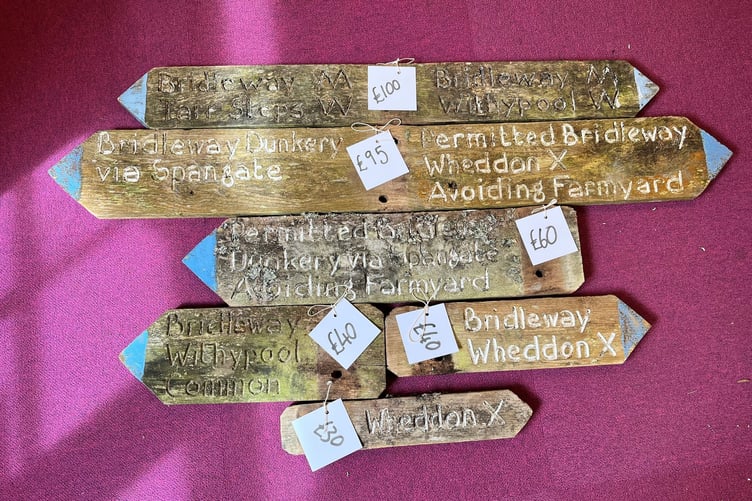 Bridleway M
Tarr Steps W
£100
Bridleway M
Withypool W
Bridleway Dunkery
via Spangate
£95
Permitted Bridleway
Wheddon X
Avoiding Farmyard
Permitted
Dunkery via Spangate
Avoiding Farmyard
£60
Bridleway
Withypool
Common
£40
£40
Bridleway
Wheddon X
£30
Wheddon X